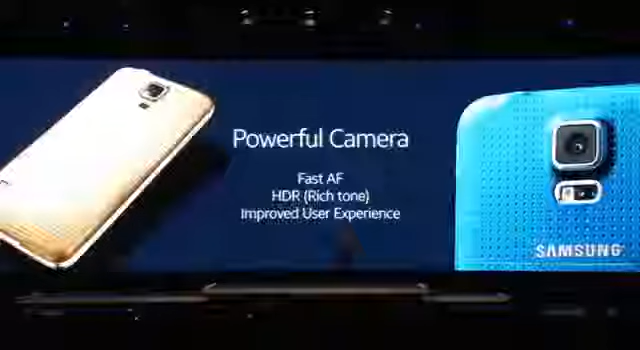 Powerful Camera
Fast AF
HDR (Rich tone)
Improved User Experience
SAMSUNG